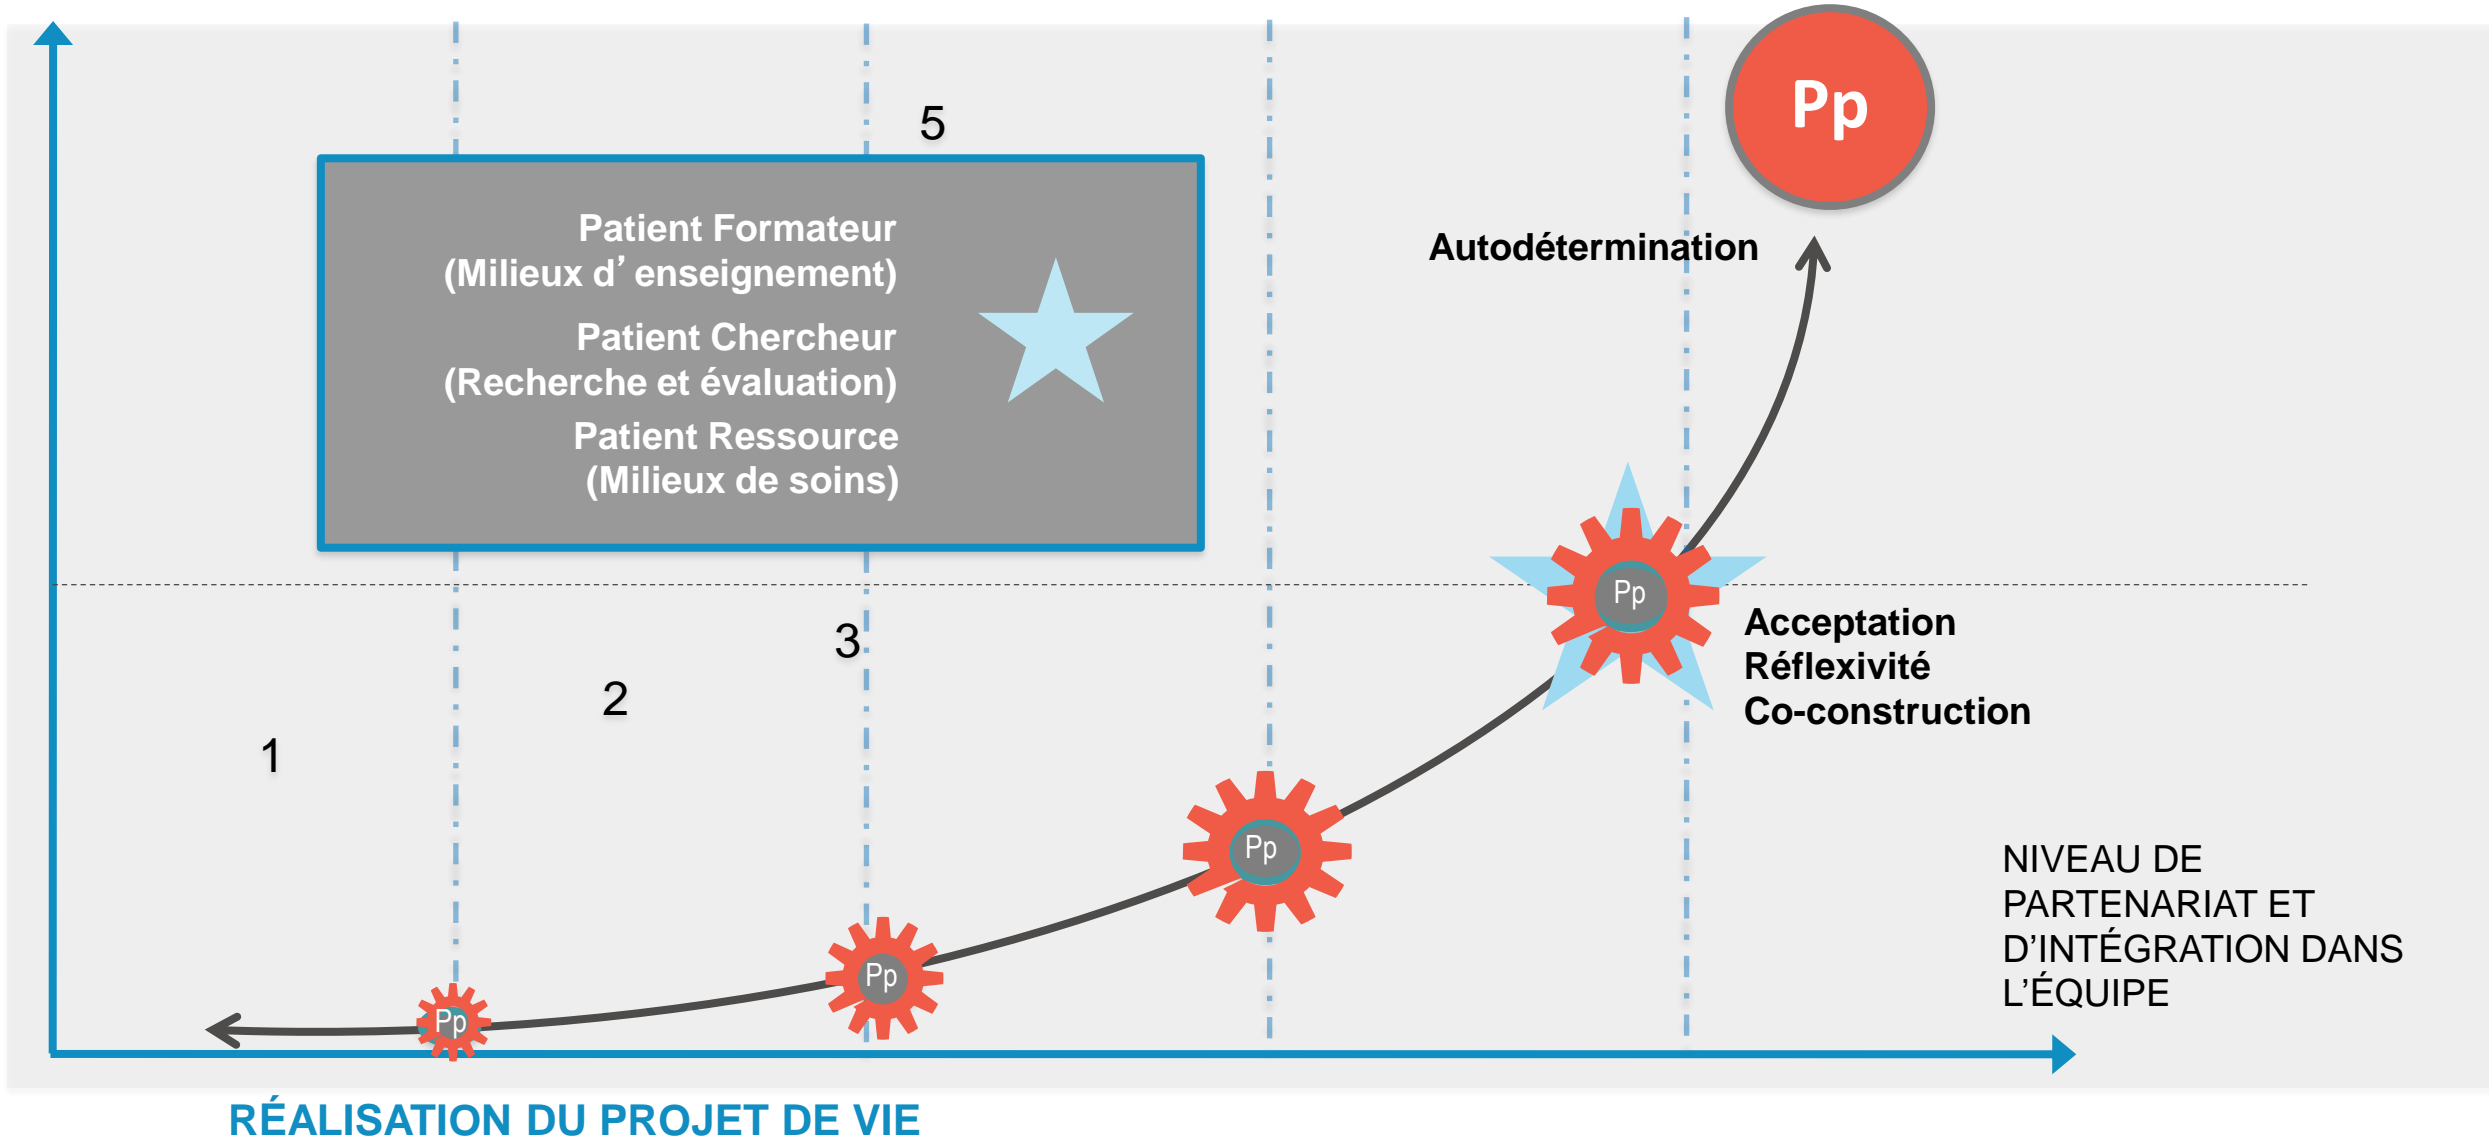 Pp
5
Patient Formateur
(Milieux d’ enseignement)
Patient Chercheur
(Recherche et évaluation)
Patient Ressource
(Milieux de soins)
Autodétermination
Pp
Acceptation
Réflexivité
Co-construction
3
2
1
Pp
NIVEAU DE
PARTENARIAT ET
D’INTÉGRATION DANS
L’ÉQUIPE
Pp
Pp
RÉALISATION DU PROJET DE VIE